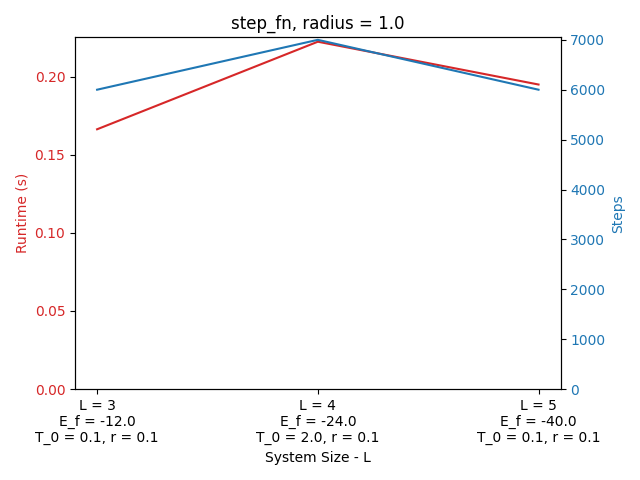 step_fn, radius = 1.0
Runtime (s)
0.20
0.15
0.10
0.05
0.00
7000
6000
5000
4000
3000
2000
1000
0
Steps
L = 3
E_f = -12.0
T_0 = 0.1, r = 0.1
L = 4
E_f = -24.0
T_0 = 2.0, r = 0.1
L = 5
E_f = -40.0
T_0 = 0.1, r = 0.1
System Size - L